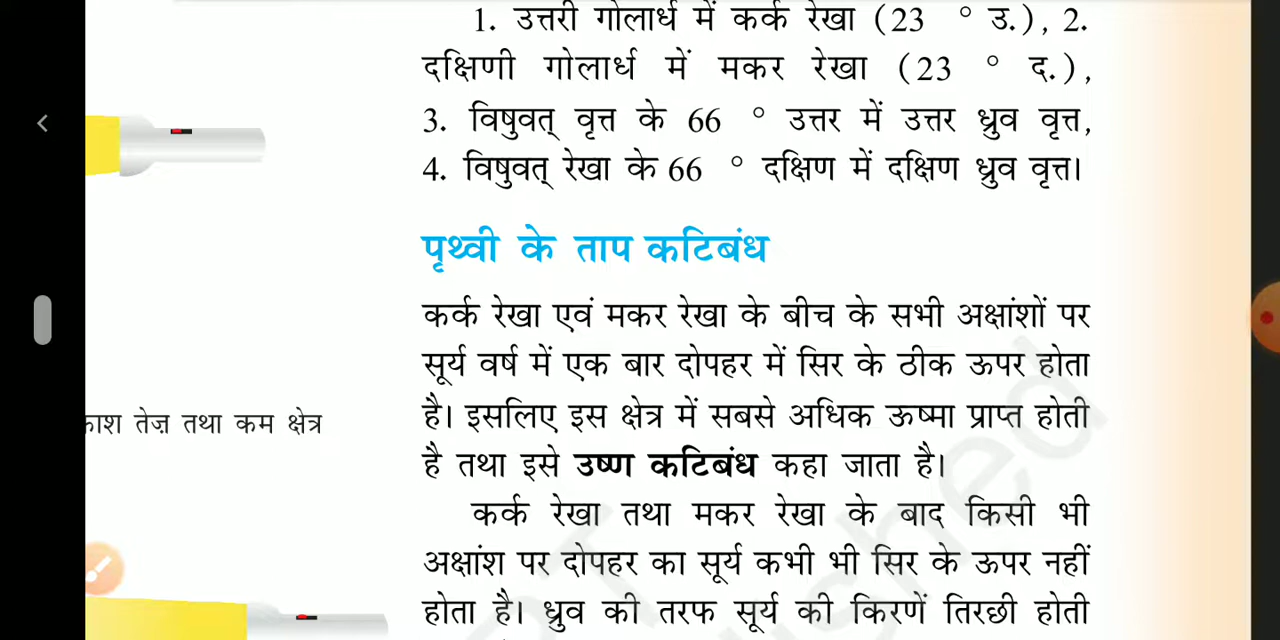 1. उत्तरी गोलार्ध में कर्क रेखा (23 ° उ.), 2.
दक्षिणी गोलार्ध में मकर रेखा (23 ° द.),
3. विषुवत् वृत्त के 66 ° उत्तर में उत्तर ध्रुव वृत्त,
4. विषुवत् रेखा के 66 ° दक्षिण में दक्षिण ध्रुव वृत्त।
पृथ्वी के ताप कटिबंध
कर्क रेखा एवं मकर रेखा के बीच के सभी अक्षांशों पर
सूर्य वर्ष में एक बार दोपहर में सिर के ठीक ऊपर होता
है। इसलिए इस क्षेत्र में सबसे अधिक ऊष्मा प्राप्त होती
है तथा इसे उष्ण कटिबंध कहा जाता है।
कर्क रेखा तथा मकर रेखा के बाद किसी भी
अक्षांश पर दोपहर का सूर्य कभी भी सिर के ऊपर नहीं
होता है। ध्रुव की तरफ सूर्य की किरणें तिरछी होती
तेज़ तथा कम क्षेत्र